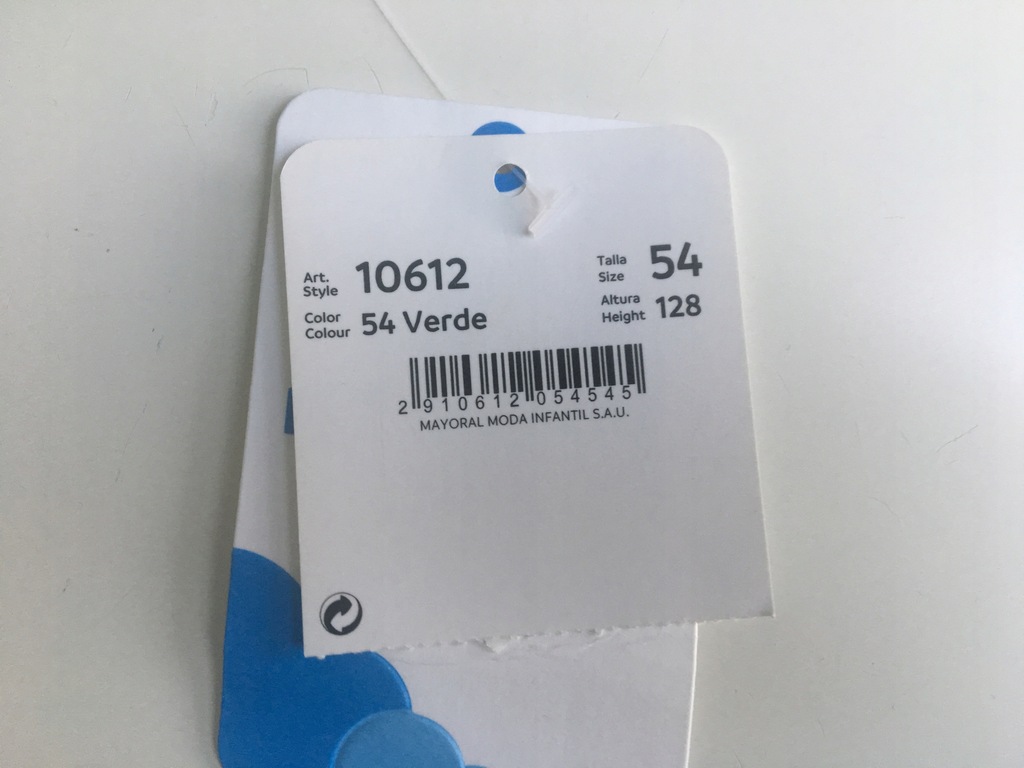 Art. Style 10612
Color Colour 54 Verde
Talla Size 54
Altura Height 128
2 910612 054545
MAYORAL MODA INFANTIL S.A.U.